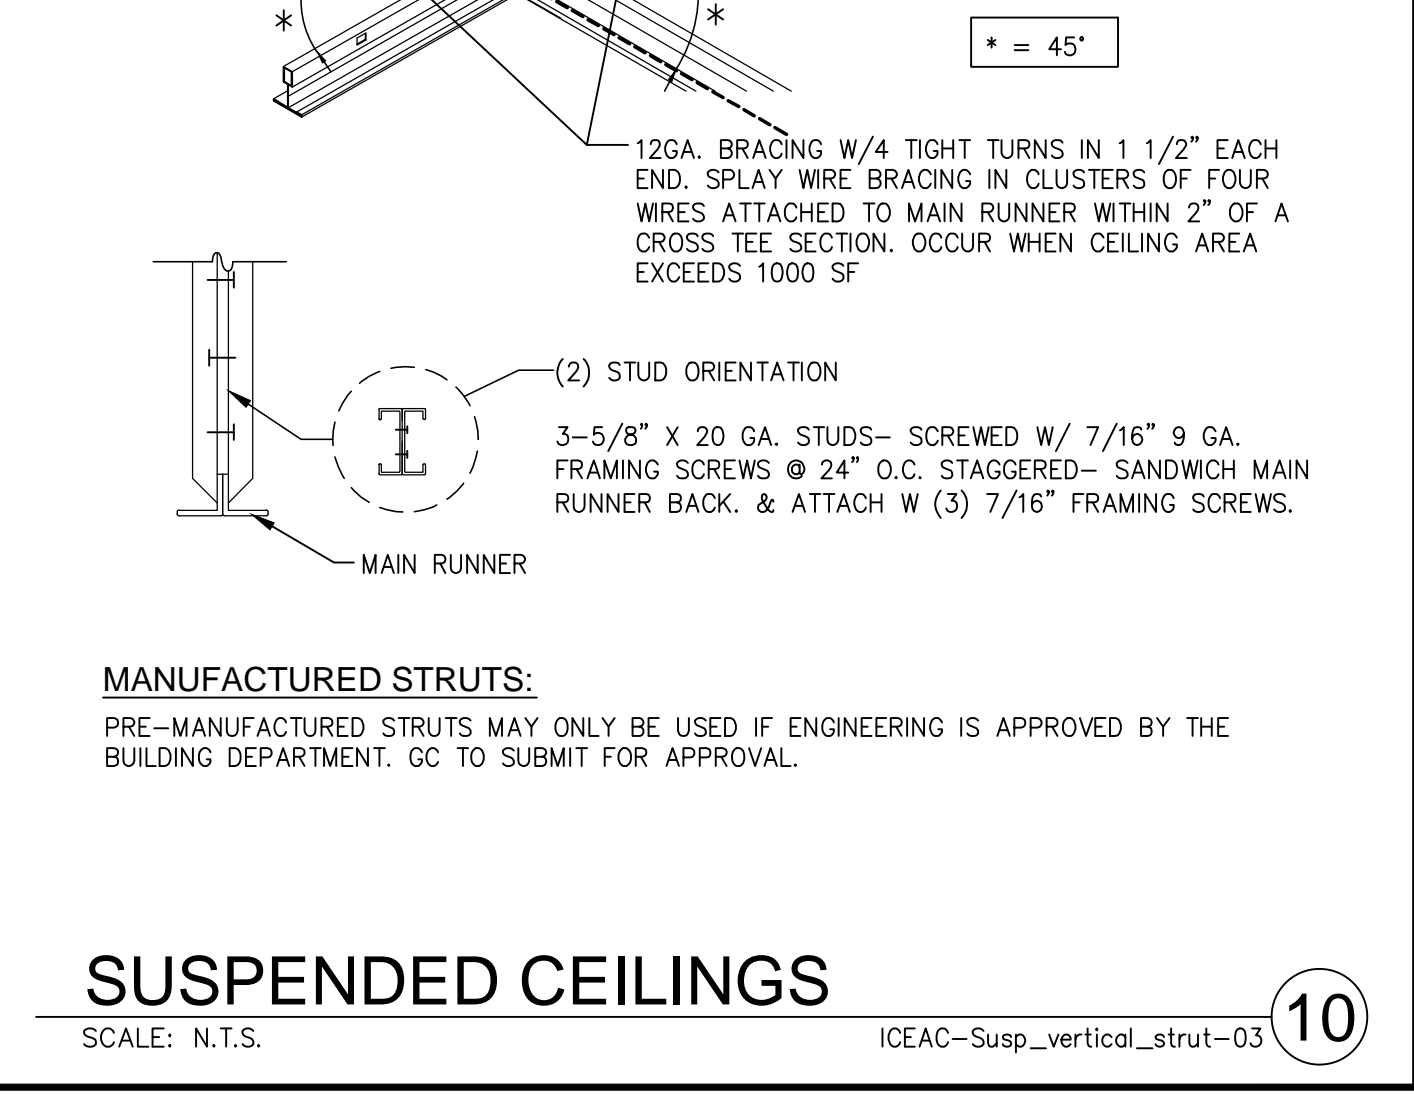 *
*
* = 45°
12GA. BRACING W/4 TIGHT TURNS IN 1 1/2" EACH
END. SPLAY WIRE BRACING IN CLUSTERS OF FOUR
WIRES ATTACHED TO MAIN RUNNER WITHIN 2" OF A
CROSS TEE SECTION. OCCUR WHEN CEILING AREA
EXCEEDS 1000 SF
(2) STUD ORIENTATION
3-5/8" X 20 GA. STUDS- SCREWED W/ 7/16" 9 GA.
FRAMING SCREWS @ 24" O.C. STAGGERED- SANDWICH MAIN
RUNNER BACK. & ATTACH W (3) 7/16" FRAMING SCREWS.
MAIN RUNNER
MANUFACTURED STRUTS:
PRE-MANUFACTURED STRUTS MAY ONLY BE USED IF ENGINEERING IS APPROVED BY THE
BUILDING DEPARTMENT. GC TO SUBMIT FOR APPROVAL.
SUSPENDED CEILINGS
10
SCALE: N.T.S.
ICEAC-Susp_vertical_strut-03